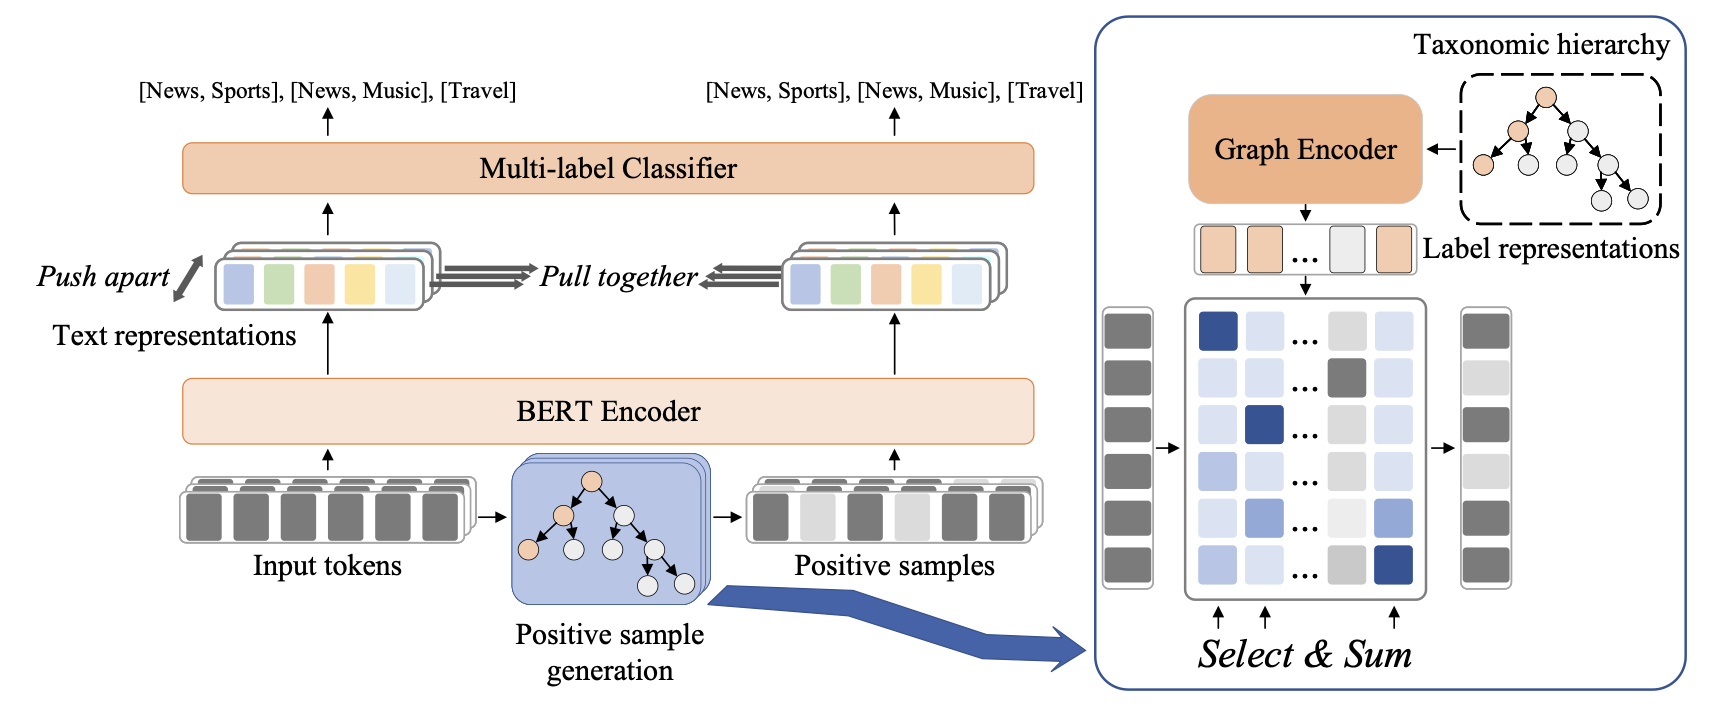 [News, Sports], [News, Music], [Travel]
[News, Sports], [News, Music], [Travel]
Multi-label Classifier
Push apart
Pull together
Text representations
BERT Encoder
Input tokens
Positive samples
Positive sample
generation
Taxonomic hierarchy
Graph Encoder
Label representations
...
...
...
...
...
...
...
Select & Sum